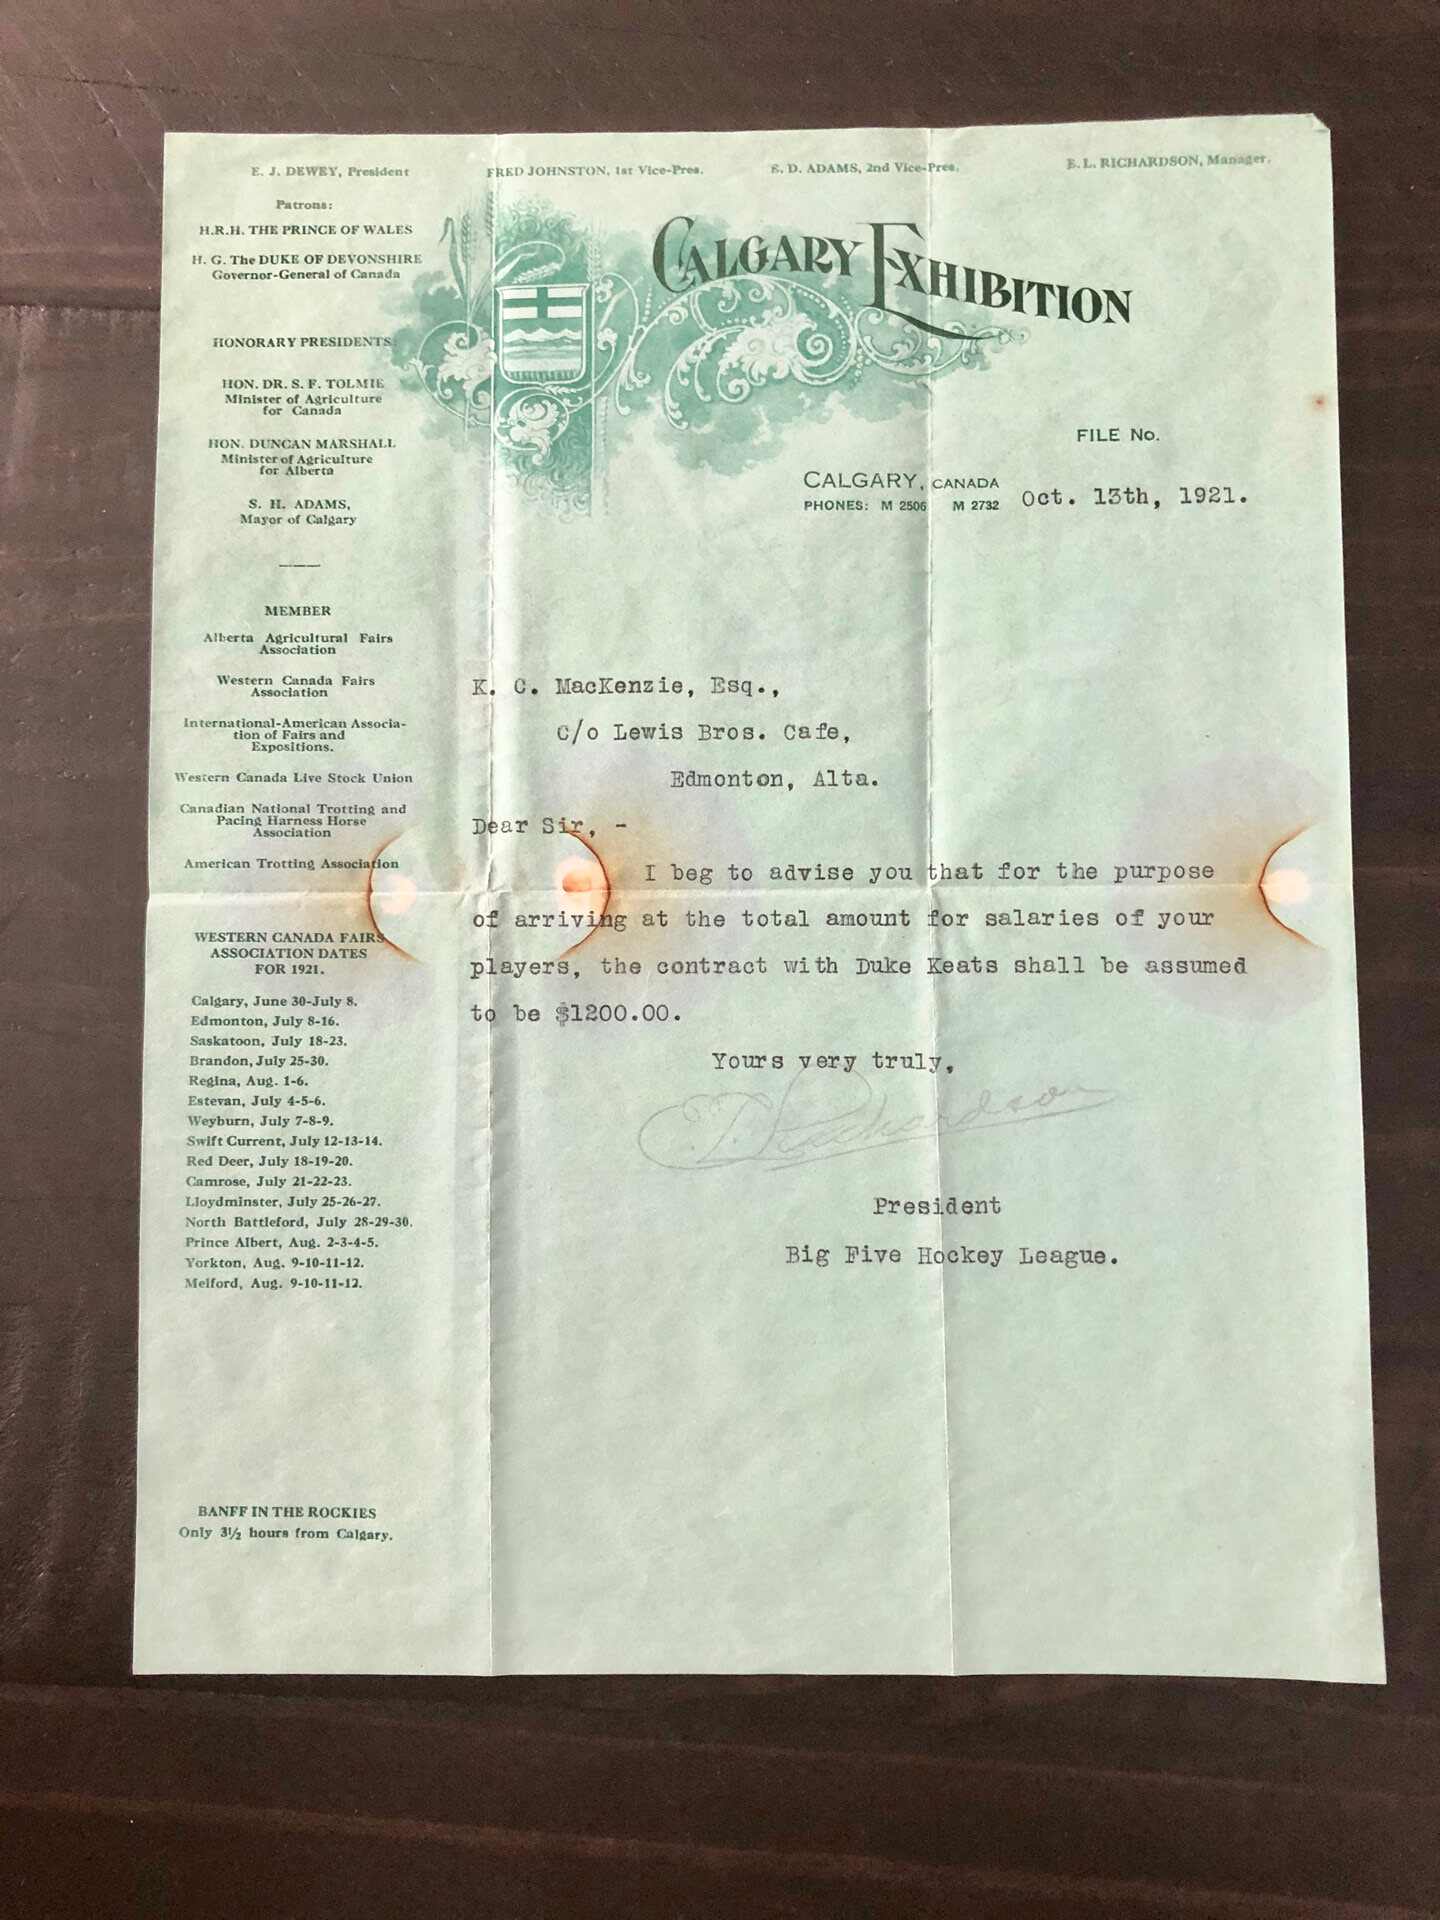 E. J. DEWEY, President
FRED JOHNSTON, 1st Vice-Pres.
E. D. ADAMS, 2nd Vice-Pres.
E. L. RICHARDSON, Manager.
CALGARY EXHIBITION
Patrons:
H.R.H. THE PRINCE OF WALES
H. G. The DUKE OF DEVONSHIRE
Governor-General of Canada
HONORARY PRESIDENTS:
HON. DR. S. F. TOLMIE
Minister of Agriculture
for Canada
HON. DUNCAN MARSHALL
Minister of Agriculture
for Alberta
S. H. ADAMS,
Mayor of Calgary
MEMBER
Alberta Agricultural Fairs
Association
Western Canada Fairs
Association
International-American Associa-
tion of Fairs and
Expositions.
Western Canada Live Stock Union
Canadian National Trotting and
Pacing Harness Horse
Association
American Trotting Association
WESTERN CANADA FAIRS
ASSOCIATION DATES
FOR 1921.
Calgary, June 30-July 8.
Edmonton, July 8-16.
Saskatoon, July 18-23.
Brandon, July 25-30.
Regina, Aug. 1-6.
Estevan, July 4-5-6.
Weyburn, July 7-8-9.
Swift Current, July 12-13-14.
Red Deer, July 18-19-20.
Camrose, July 21-22-23.
Lloydminster, July 25-26-27.
North Battleford, July 28-29-30.
Prince Albert, Aug. 2-3-4-5.
Yorkton, Aug. 9-10-11-12.
Melford, Aug. 9-10-11-12.
BANFF IN THE ROCKIES
Only 3½ hours from Calgary.
FILE No.
CALGARY, CANADA
PHONES: M 2506 M 2732
Oct. 13th, 1921.
K. C. MacKenzie, Esq.,
C/o Lewis Bros. Cafe,
Edmonton, Alta.
Dear Sir, -
I beg to advise you that for the purpose
of arriving at the total amount for salaries of your
players, the contract with Duke Keats shall be assumed
to be $1200.00.
Yours very truly,
E. L. Richardson
President
Big Five Hockey League.